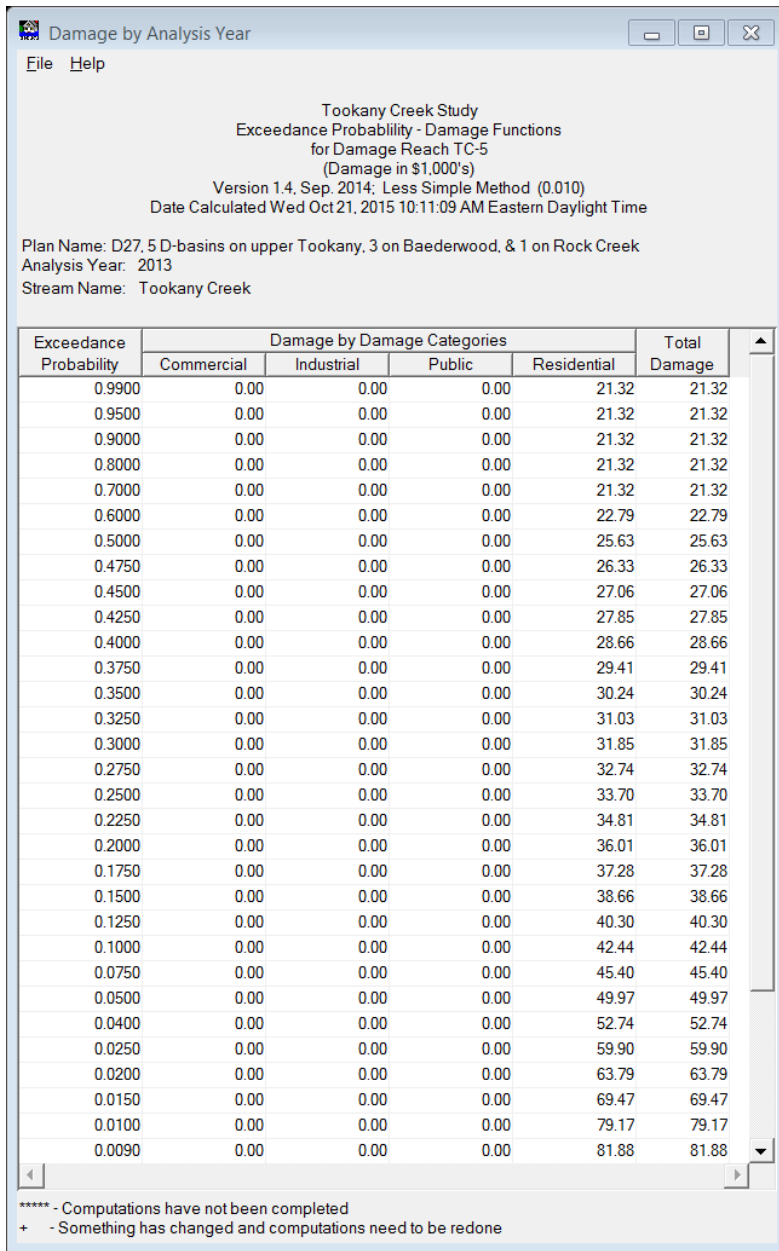 Damage by Analysis Year
File Help
Tookany Creek Study
Exceedance Probablility - Damage Functions
for Damage Reach TC-5
(Damage in $1,000's)
Version 1.4, Sep. 2014; Less Simple Method (0.010)
Date Calculated Wed Oct 21, 2015 10:11:09 AM Eastern Daylight Time
Plan Name: D27, 5 D-basins on upper Tookany, 3 on Baederwood, & 1 on Rock Creek
Analysis Year: 2013
Stream Name: Tookany Creek
Exceedance Damage by Damage Categories Total
Probability Commercial Industrial Public Residential Damage
0.9900 0.00 0.00 0.00 21.32 21.32
0.9500 0.00 0.00 0.00 21.32 21.32
0.9000 0.00 0.00 0.00 21.32 21.32
0.8000 0.00 0.00 0.00 21.32 21.32
0.7000 0.00 0.00 0.00 21.32 21.32
0.6000 0.00 0.00 0.00 22.79 22.79
0.5000 0.00 0.00 0.00 25.63 25.63
0.4750 0.00 0.00 0.00 26.33 26.33
0.4500 0.00 0.00 0.00 27.06 27.06
0.4250 0.00 0.00 0.00 27.85 27.85
0.4000 0.00 0.00 0.00 28.66 28.66
0.3750 0.00 0.00 0.00 29.41 29.41
0.3500 0.00 0.00 0.00 30.24 30.24
0.3250 0.00 0.00 0.00 31.03 31.03
0.3000 0.00 0.00 0.00 31.85 31.85
0.2750 0.00 0.00 0.00 32.74 32.74
0.2500 0.00 0.00 0.00 33.70 33.70
0.2250 0.00 0.00 0.00 34.81 34.81
0.2000 0.00 0.00 0.00 36.01 36.01
0.1750 0.00 0.00 0.00 37.28 37.28
0.1500 0.00 0.00 0.00 38.66 38.66
0.1250 0.00 0.00 0.00 40.30 40.30
0.1000 0.00 0.00 0.00 42.44 42.44
0.0750 0.00 0.00 0.00 45.40 45.40
0.0500 0.00 0.00 0.00 49.97 49.97
0.0400 0.00 0.00 0.00 52.74 52.74
0.0250 0.00 0.00 0.00 59.90 59.90
0.0200 0.00 0.00 0.00 63.79 63.79
0.0150 0.00 0.00 0.00 69.47 69.47
0.0100 0.00 0.00 0.00 79.17 79.17
0.0090 0.00 0.00 0.00 81.88 81.88
***** - Computations have not been completed
+ - Something has changed and computations need to be redone